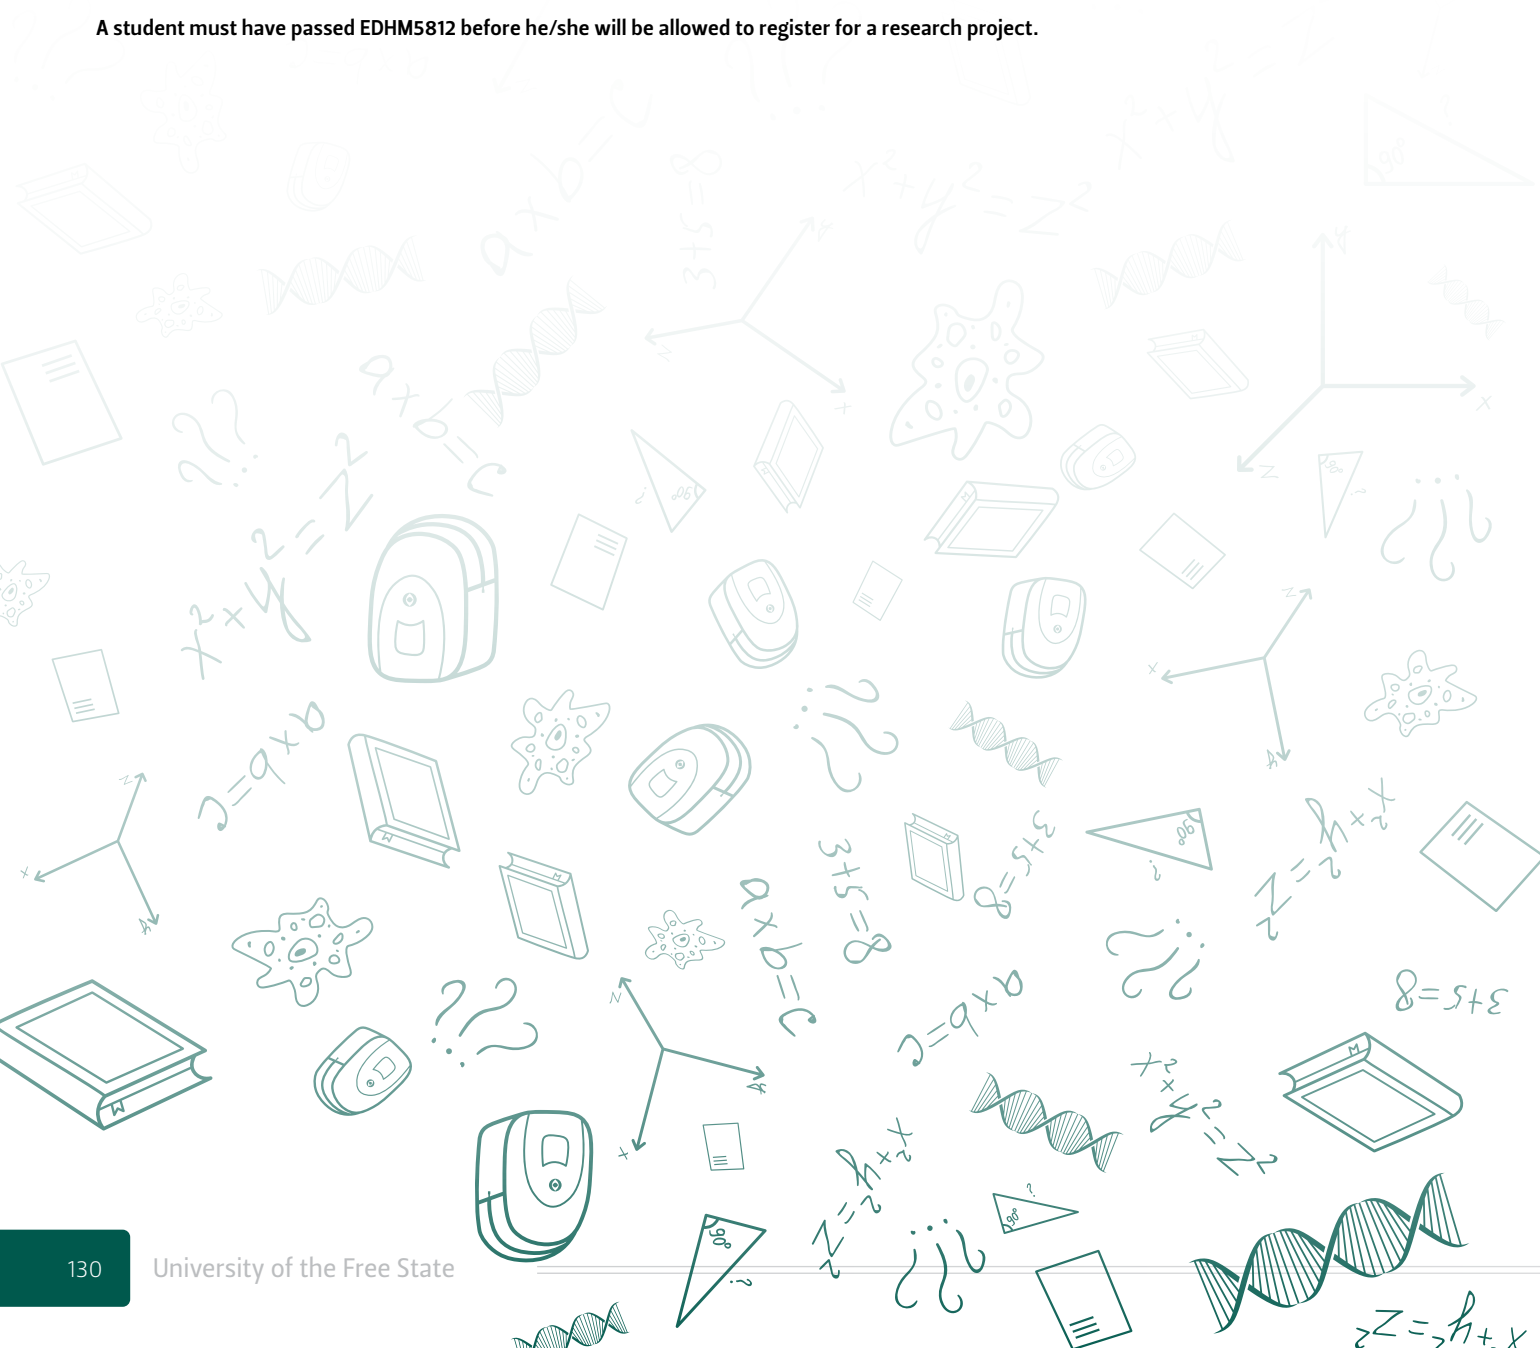 A student must have passed EDHM5812 before he/she will be allowed to register for a research project.
130 University of the Free State